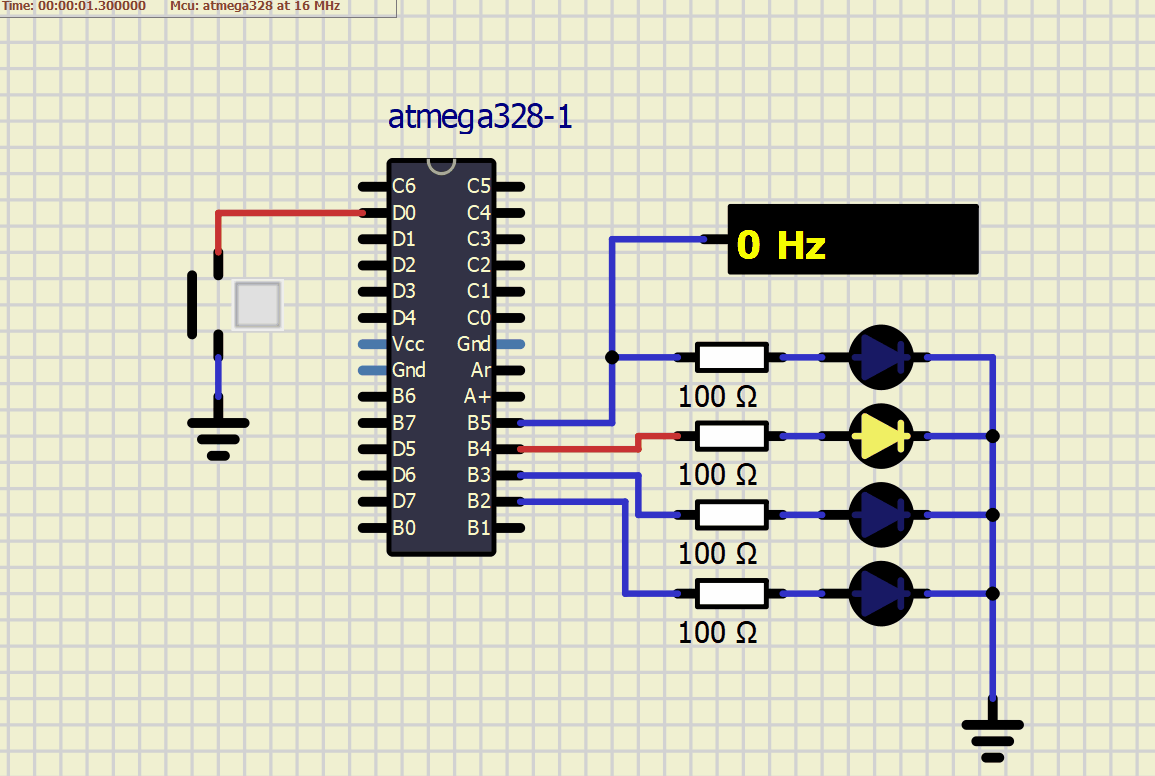 Time: 00:00:01.300000 Mcu: atmega328 at 16 MHz
atmega328-1
C6 C5
D0 C4
D1 C3
D2 C2
D3 C1
D4 C0
Vcc Gnd
Gnd Ar
B6 A+
B7 B5
D5 B4
D6 B3
D7 B2
B0 B1
0 Hz
100 Ω
100 Ω
100 Ω
100 Ω